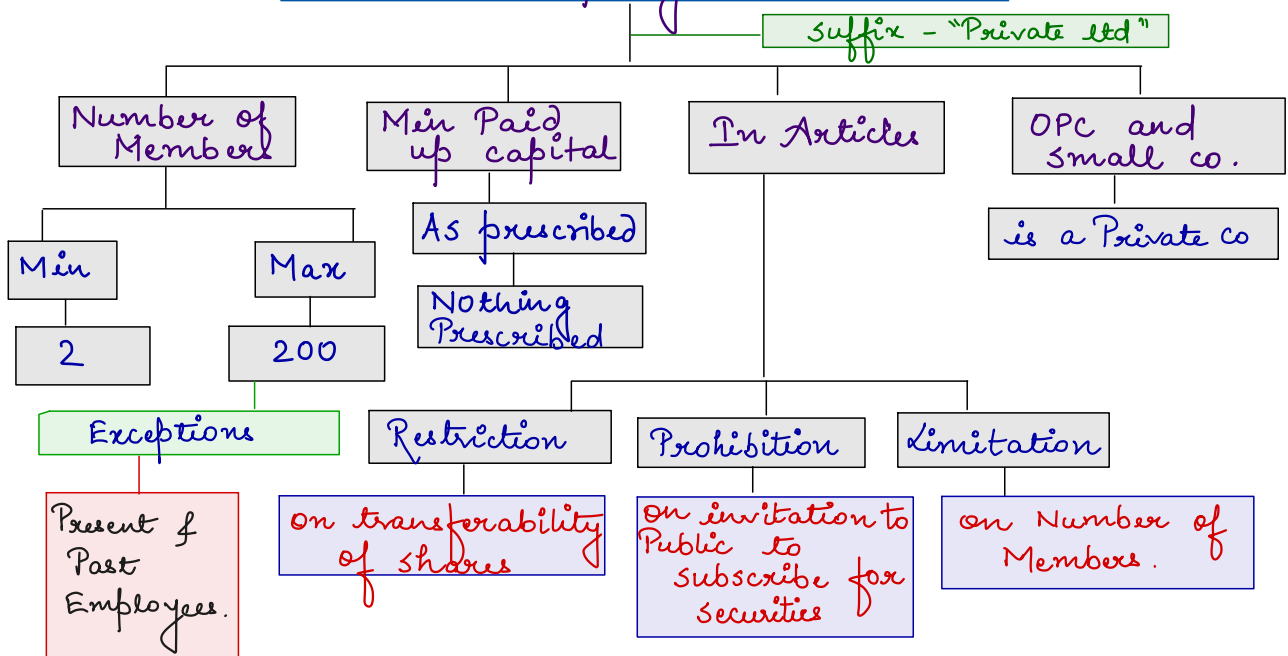 suffix - "Private ltd"
Number of
Members
Min Paid
up capital
In Articles
OPC and
small co.
As prescribed
is a Private co
Min
Max
Nothing
Prescribed
2
200
Exceptions
Restriction
Prohibition
Limitation
Present &
Past
Employees.
on transferability
of shares
on invitation to
Public to
subscribe for
securities
on Number of
Members.